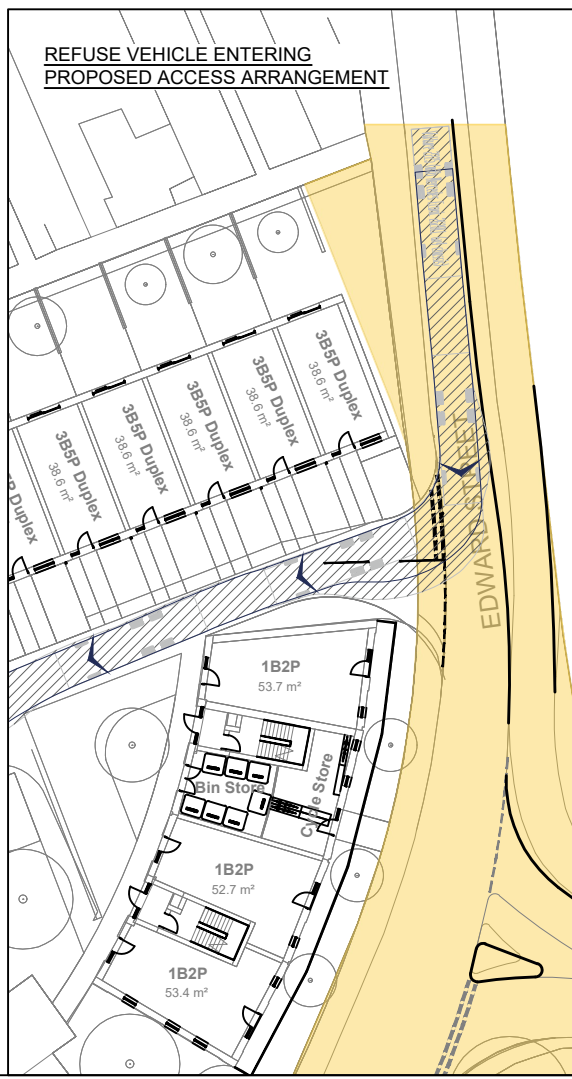 REFUSE VEHICLE ENTERING
PROPOSED ACCESS ARRANGEMENT
3B5P Duplex
38.6 m²
3B5P Duplex
38.6 m²
3B5P Duplex
38.6 m²
3B5P Duplex
38.6 m²
3B5P Duplex
38.6 m²
Duplex
EDWARD STREET
1B2P
53.7 m²
Bin Store
Cycle Store
1B2P
52.7 m²
1B2P
53.4 m²